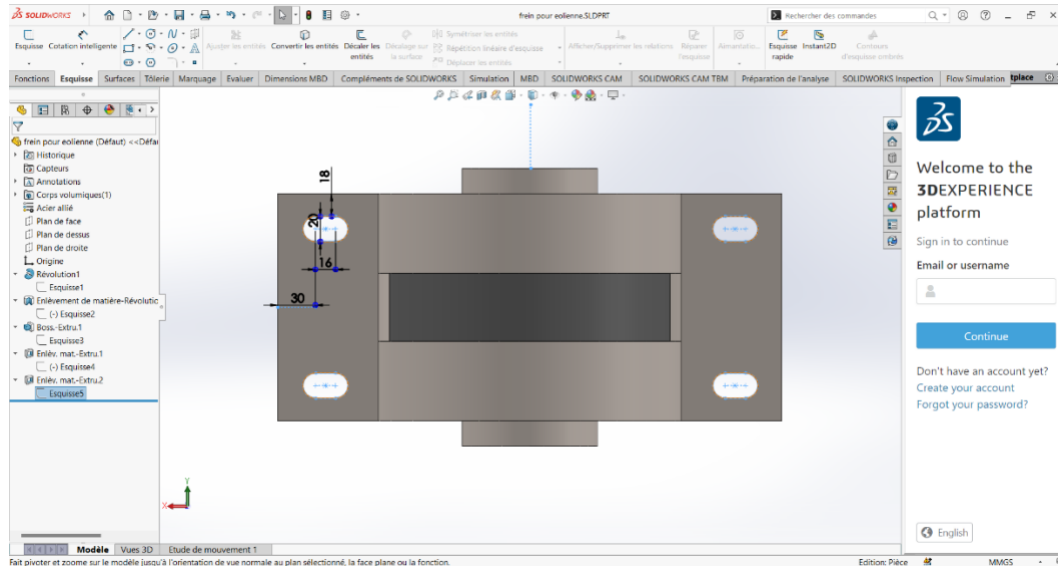 SOLIDWORKS
frein pour eolienne.SLDPRT
Rechercher des commandes
Esquisse
Cotation intelligente
Ajuster les entités
Convertir les entités
Décaler les entités
Décalage sur la surface
Symétriser les entités
Répétition linéaire d'esquisse
Déplacer les entités
Afficher/Supprimer les relations
Réparer l'esquisse
Esquisse rapide
Instant2D
Contours d'esquisse ombrés
Fonctions
Esquisse
Surfaces
Tôlerie
Marquage
Evaluer
Dimensions MBD
Compléments de SOLIDWORKS
Simulation
MBD
SOLIDWORKS CAM
SOLIDWORKS CAM TBM
Préparation de l'analyse
SOLIDWORKS Inspection
Flow Simulation
tplace
frein pour eolienne (Défaut) <<Défau
Historique
Capteurs
Annotations
Corps volumiques(1)
Acier allié
Plan de face
Plan de dessus
Plan de droite
Origine
Révolution1
Esquisse1
Enlèvement de matière-Révolutic
(-) Esquisse2
Boss.-Extru.1
Esquisse3
Enlèv. mat.-Extru.1
(-) Esquisse4
Enlèv. mat.-Extru.2
Esquisse5
18
20
16
30
Y
X
3DS
Welcome to the
3DEXPERIENCE
platform
Sign in to continue
Email or username
Continue
Don't have an account yet?
Create your account
Forgot your password?
English
Modèle
Vues 3D
Etude de mouvement 1
Fait pivoter et zoome sur le modèle jusqu'à l'orientation de vue normale au plan sélectionné, la face plane ou la fonction.
Edition: Pièce
MMGS